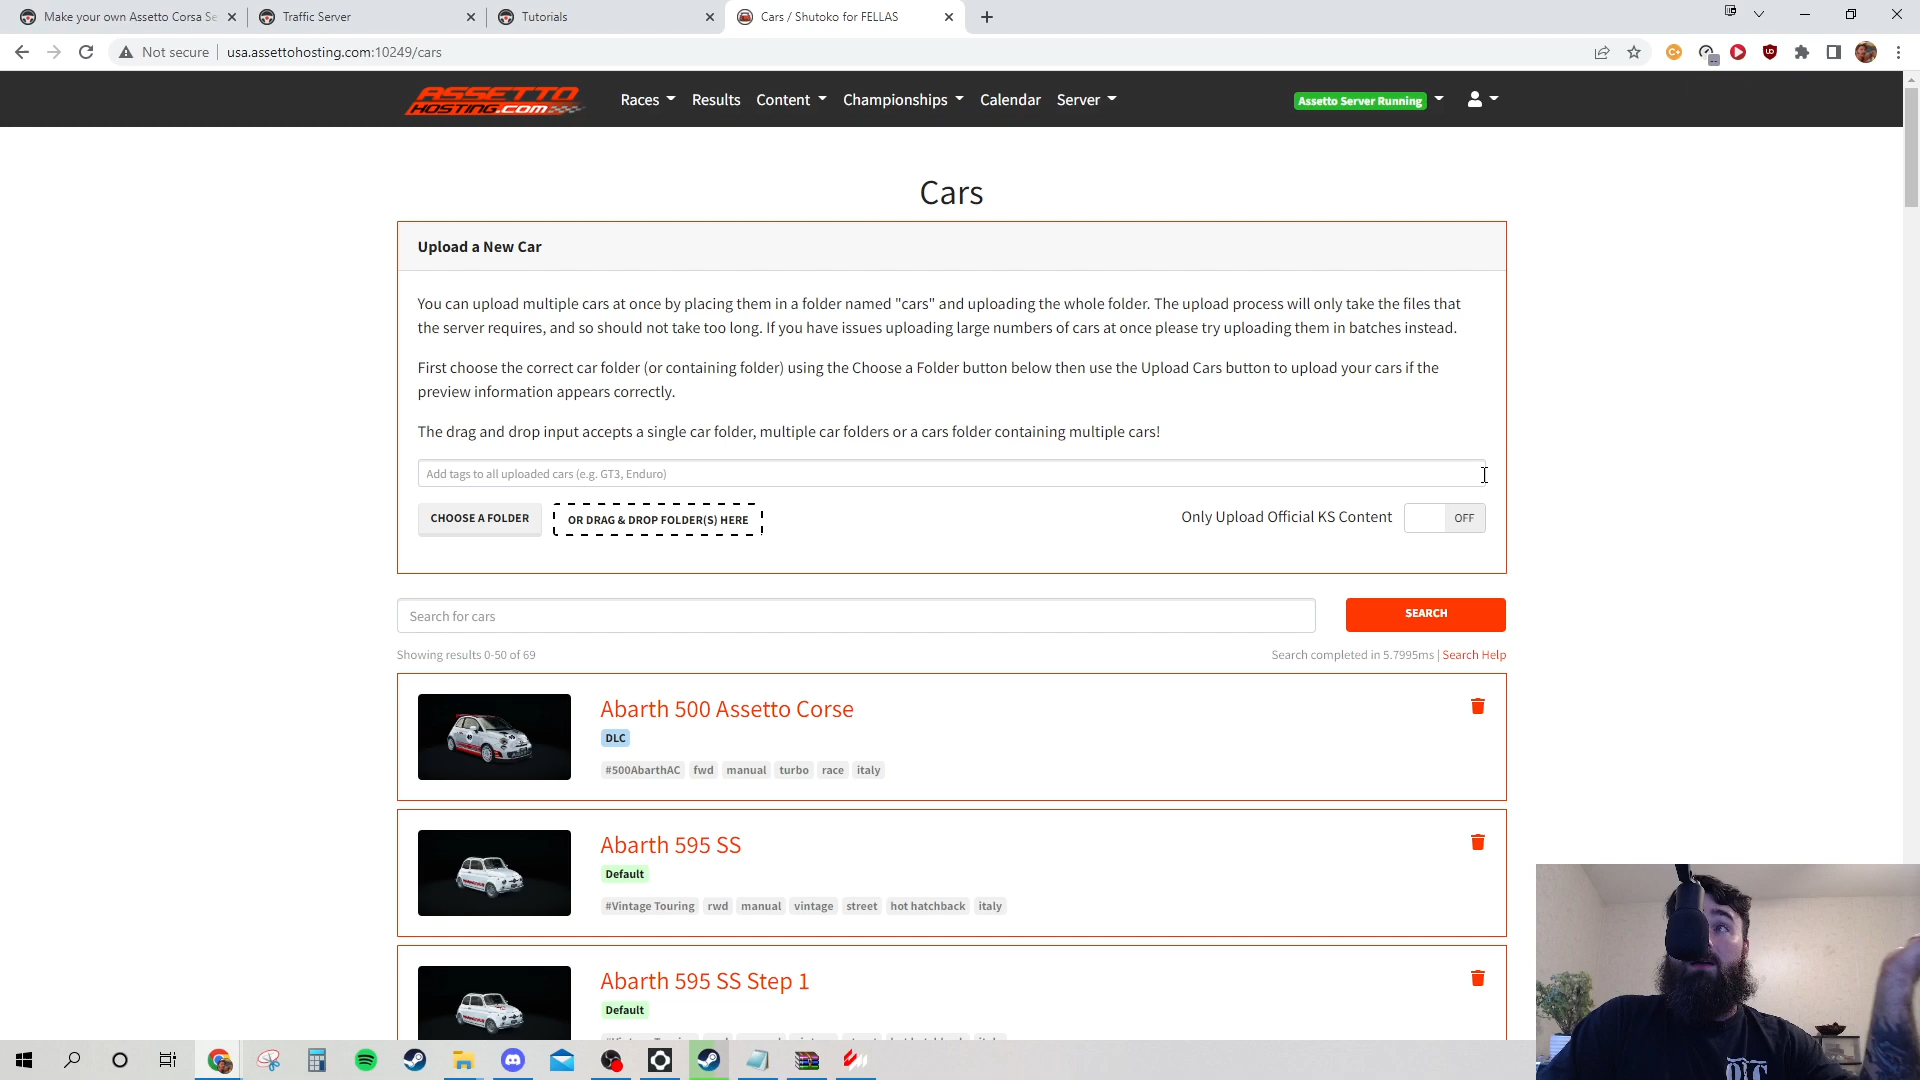 Make your own Assetto Corsa Se
Traffic Server
Tutorials
Cars / Shutoko for FELLAS
Not secure
usa.assettohosting.com:10249/cars
ASSETTO
HOSTING.COM
Races
Results
Content
Championships
Calendar
Server
Assetto Server Running
Cars
Upload a New Car
You can upload multiple cars at once by placing them in a folder named "cars" and uploading the whole folder. The upload process will only take the files that
the server requires, and so should not take too long. If you have issues uploading large numbers of cars at once please try uploading them in batches instead.
First choose the correct car folder (or containing folder) using the Choose a Folder button below then use the Upload Cars button to upload your cars if the
preview information appears correctly.
The drag and drop input accepts a single car folder, multiple car folders or a cars folder containing multiple cars!
Add tags to all uploaded cars (e.g. GT3, Enduro)
CHOOSE A FOLDER
OR DRAG & DROP FOLDER(S) HERE
Only Upload Official KS Content
OFF
Search for cars
SEARCH
Showing results 0-50 of 69
Search completed in 5.7995ms | Search Help
Abarth 500 Assetto Corse
DLC
#500AbarthAC fwd manual turbo race italy
Abarth 595 SS
Default
#Vintage Touring rwd manual vintage street hot hatchback italy
Abarth 595 SS Step 1
Default